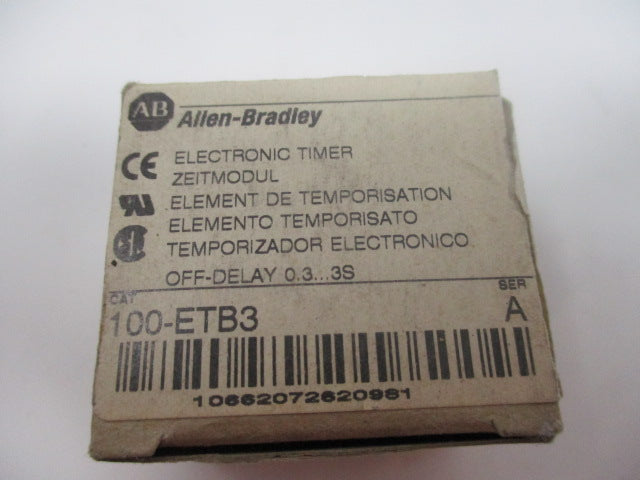 AB Allen-Bradley
CE ELECTRONIC TIMER
ZEITMODUL
ELEMENT DE TEMPORISATION
ELEMENTO TEMPORISATO
TEMPORIZADOR ELECTRONICO
OFF-DELAY 0.3...3S
CAT SER
100-ETB3 A
10662072620981